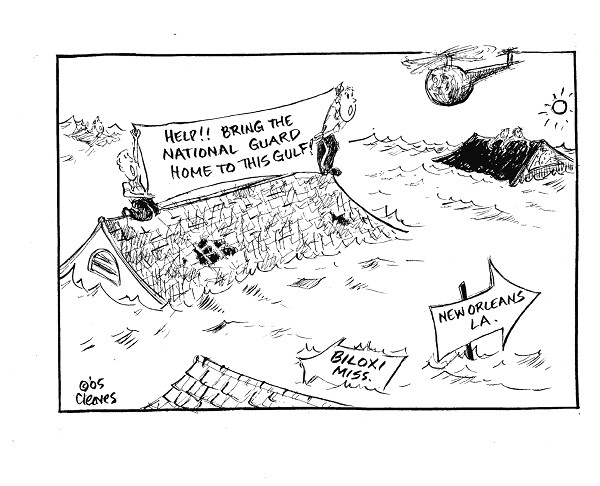 HELP!! BRING THE
NATIONAL GUARD
HOME TO THIS GULF!
NEW ORLEANS
LA.
BILOXI
MISS.
©'05
Cleaves